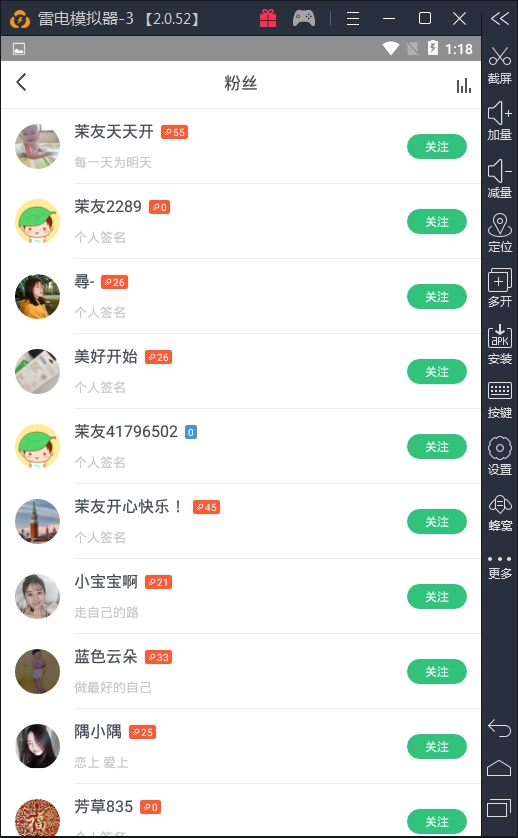 雷电模拟器-3 【2.0.52】
1:18
粉丝
茉友天天开 55
每一天为明天
关注
茉友2289 0
个人签名
关注
尋- 26
个人签名
关注
美好开始 26
个人签名
关注
茉友41796502 0
个人签名
关注
茉友开心快乐！ 45
个人签名
关注
小宝宝啊 21
走自己的路
关注
蓝色云朵 33
做最好的自己
关注
隅小隅 25
恋上 爱上
关注
芳草835 0
个人签名
关注
福
截屏
加量
减量
定位
多开
APK
安装
按键
设置
蜂窝
更多